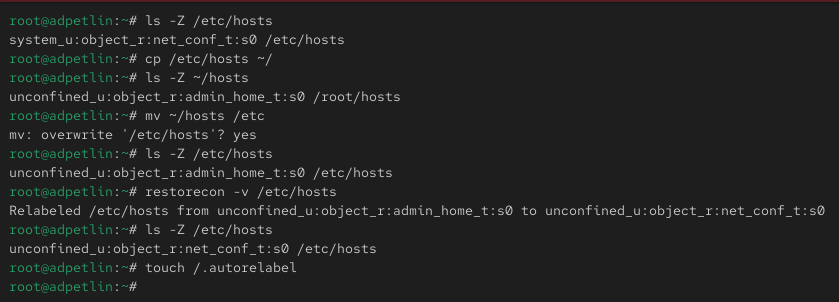 root@adpetlin:~# ls -Z /etc/hosts
system_u:object_r:net_conf_t:s0 /etc/hosts
root@adpetlin:~# cp /etc/hosts ~/
root@adpetlin:~# ls -Z ~/hosts
unconfined_u:object_r:admin_home_t:s0 /root/hosts
root@adpetlin:~# mv ~/hosts /etc
mv: overwrite '/etc/hosts'? yes
root@adpetlin:~# ls -Z /etc/hosts
unconfined_u:object_r:admin_home_t:s0 /etc/hosts
root@adpetlin:~# restorecon -v /etc/hosts
Relabeled /etc/hosts from unconfined_u:object_r:admin_home_t:s0 to unconfined_u:object_r:net_conf_t:s0
root@adpetlin:~# ls -Z /etc/hosts
unconfined_u:object_r:net_conf_t:s0 /etc/hosts
root@adpetlin:~# touch /.autorelabel
root@adpetlin:~#